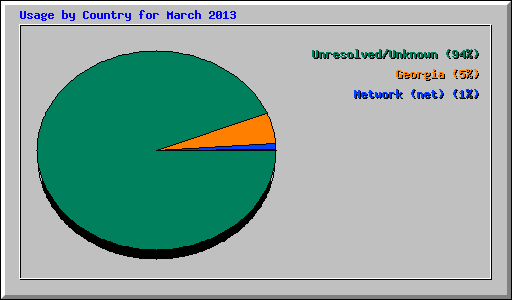 Usage by Country for March 2013
Unresolved/Unknown (94%)
Georgia (5%)
Network (net) (1%)